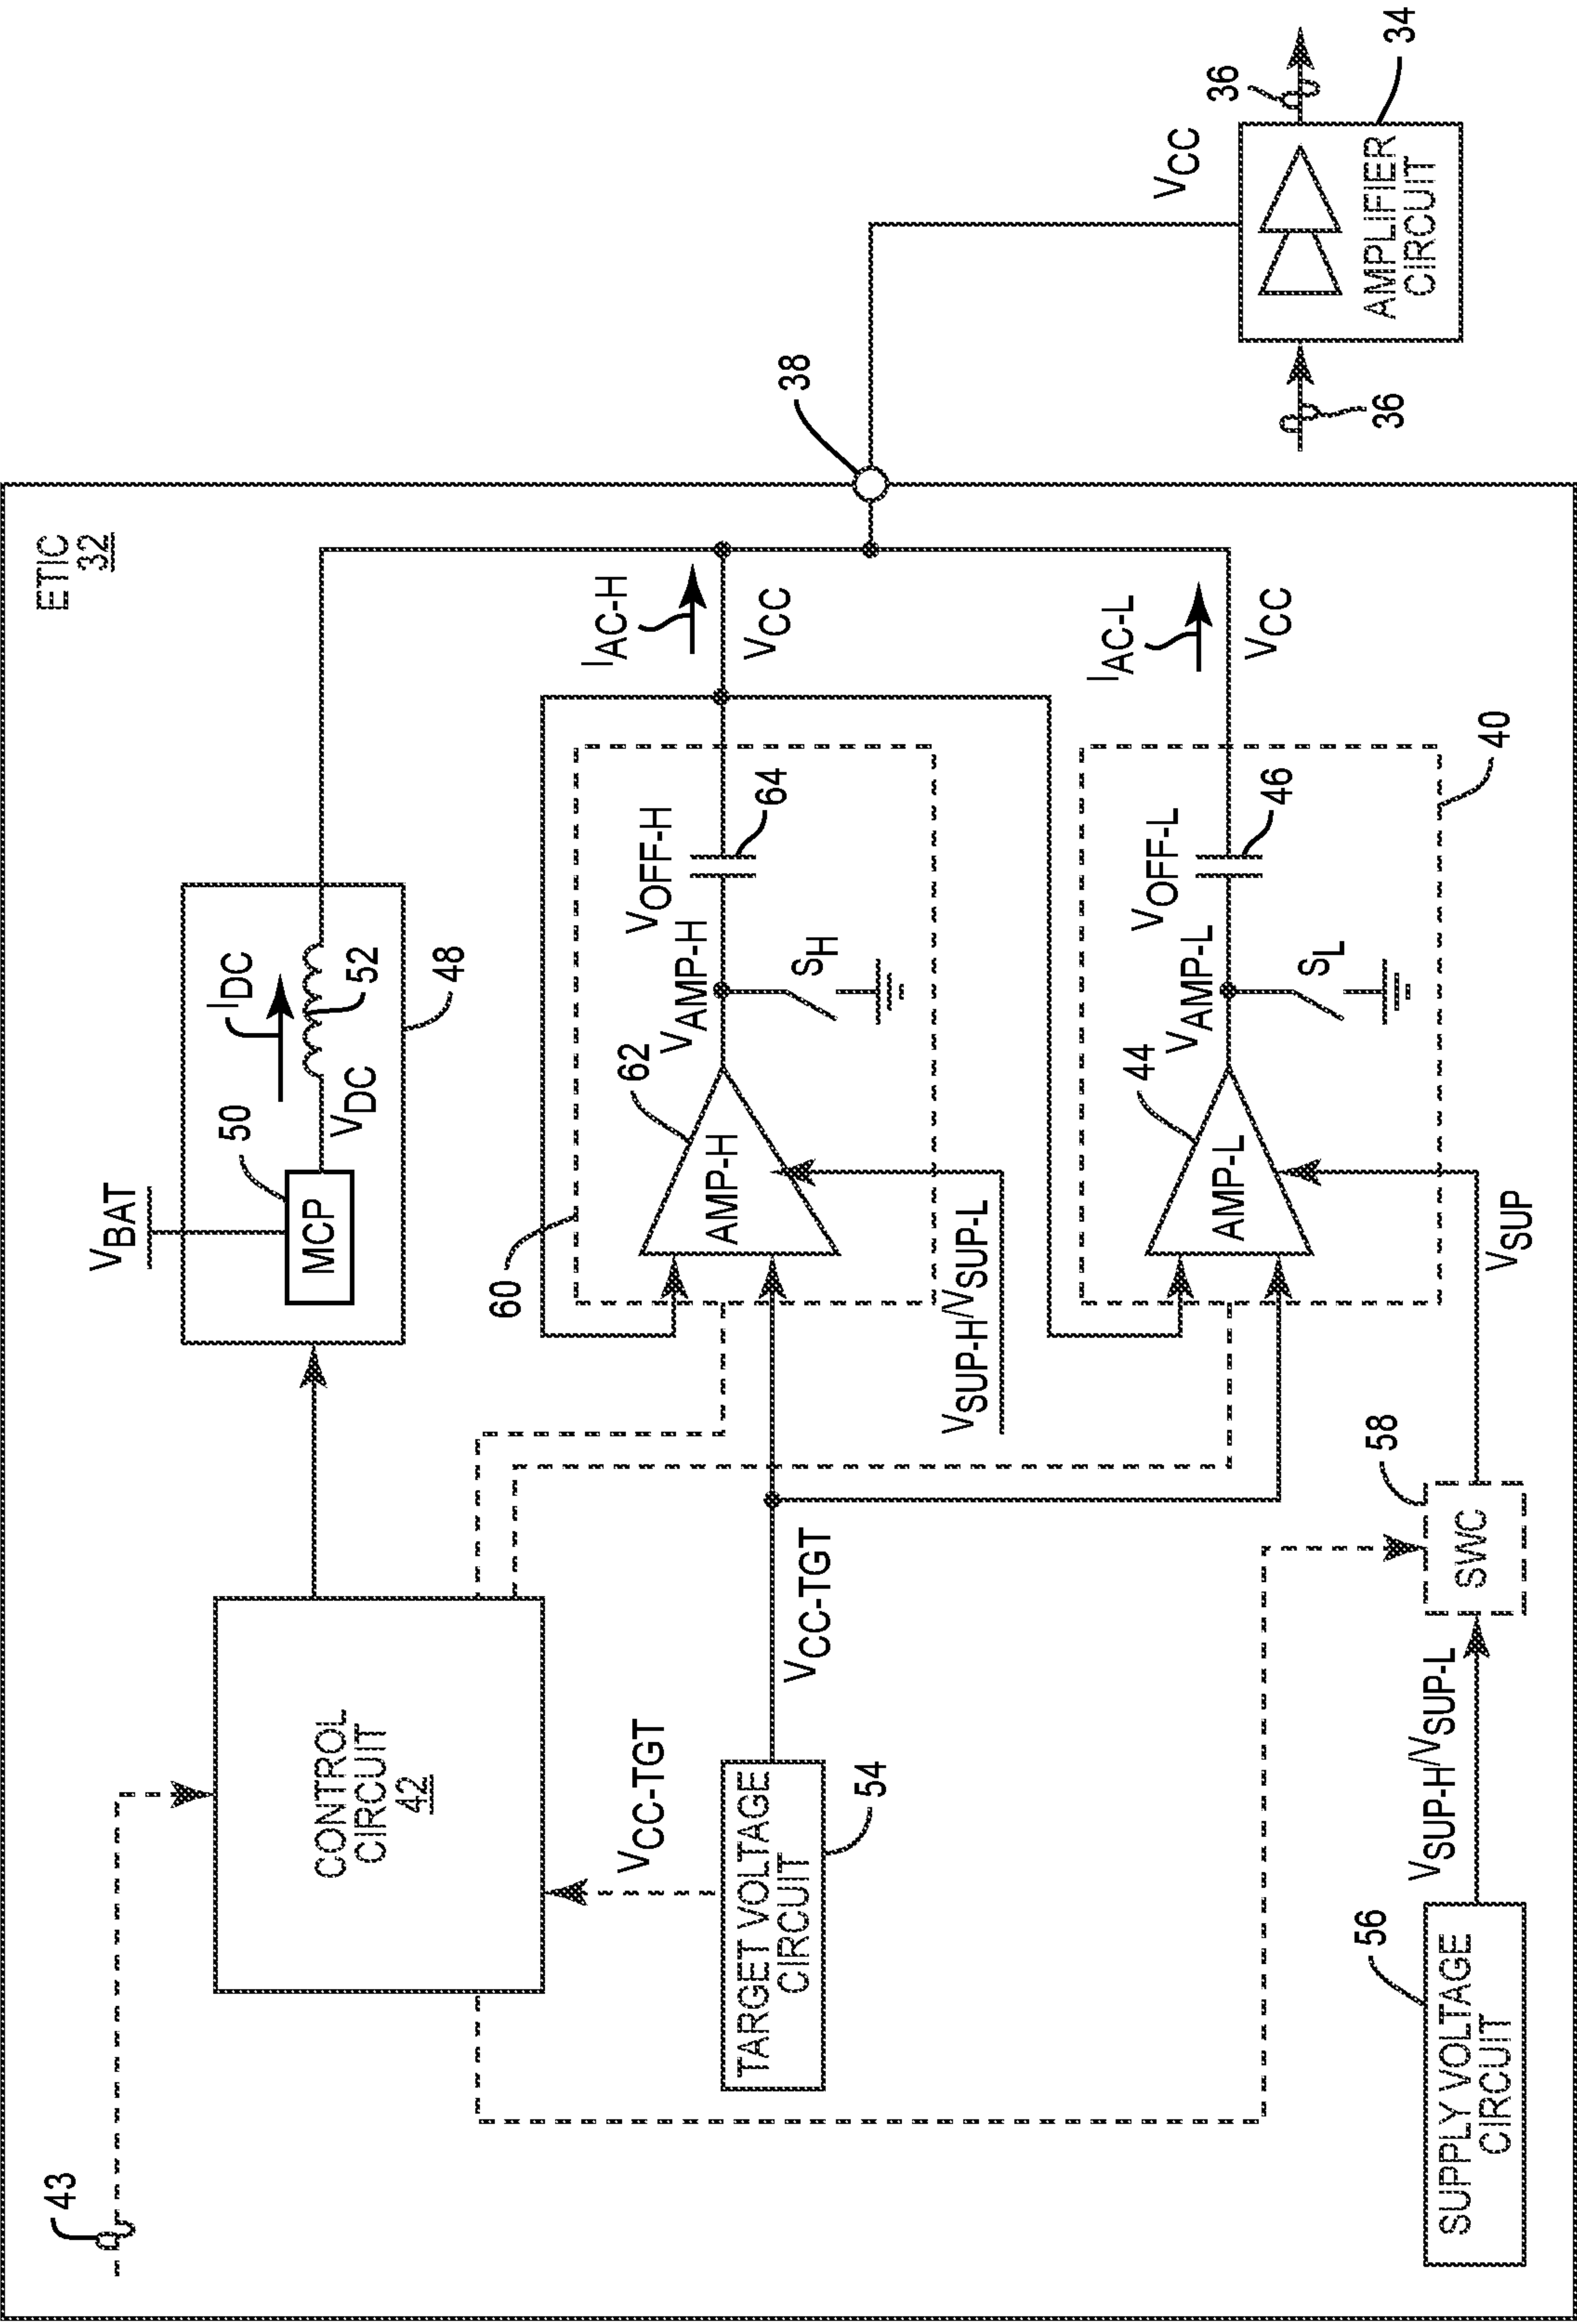 ETIC
32
43
CONTROL
CIRCUIT
42
VBAT
50
MCP
VDC
IDC
52
48
VCC-TGT
TARGET VOLTAGE
CIRCUIT
54
VCC-TGT
60
62
AMP-H
VAMP-H
VOFF-H
64
SH
IAC-H
VCC
VSUP-H/VSUP-L
44
AMP-L
VAMP-L
VOFF-L
46
SL
IAC-L
VCC
40
SUPPLY VOLTAGE
CIRCUIT
56
VSUP-H/VSUP-L
58
SWC
VSUP
38
VCC
36
36
AMPLIFIER
CIRCUIT
34